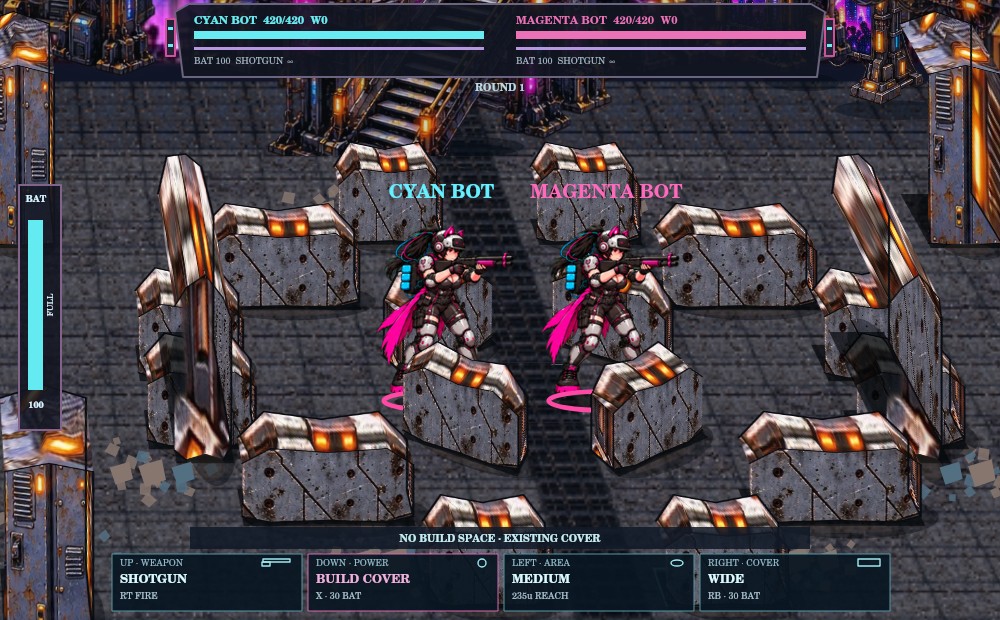 CYAN BOT 420/420 W0
BAT 100 SHOTGUN ∞
MAGENTA BOT 420/420 W0
BAT 100 SHOTGUN ∞
ROUND 1
CYAN BOT
MAGENTA BOT
BAT
FULL
100
NO BUILD SPACE · EXISTING COVER
UP · WEAPON
SHOTGUN
RT FIRE
DOWN · POWER
BUILD COVER
X · 30 BAT
LEFT · AREA
MEDIUM
235u REACH
RIGHT · COVER
WIDE
RB · 30 BAT